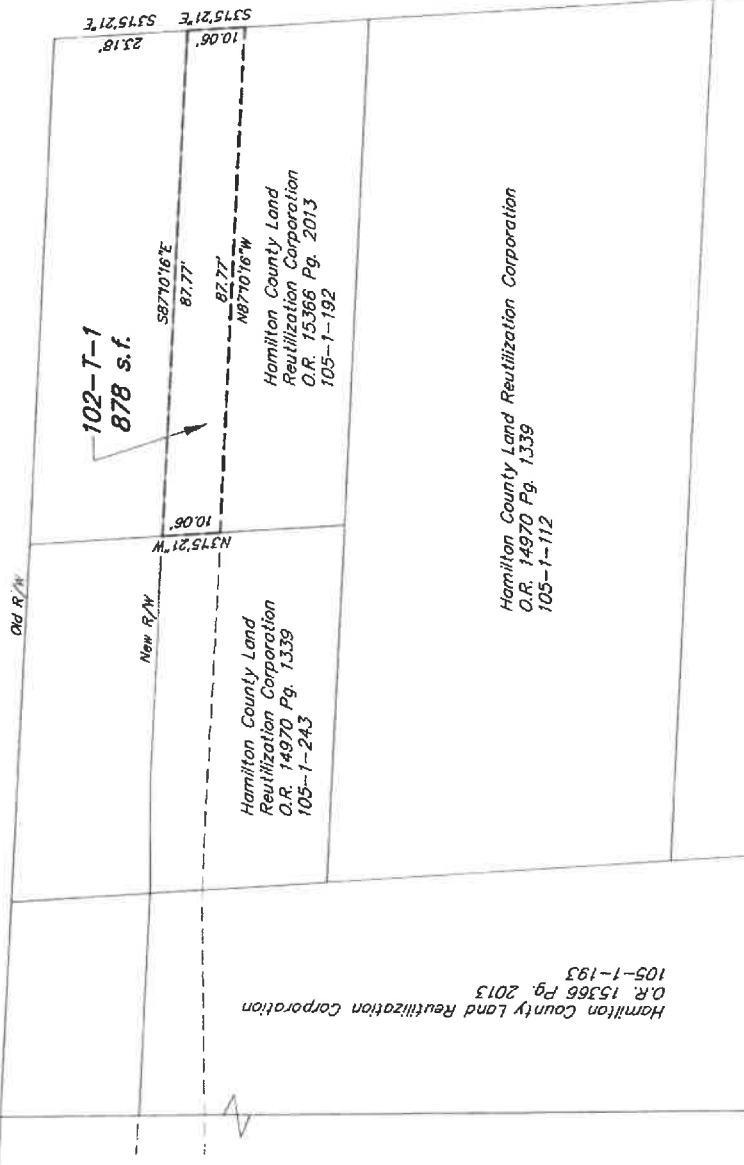 S3°15'21"E
23.18'
S3°15'21"E
10.06'
Old R/W
102-T-1
878 s.f.
S87°10'16"E
87.77'
87.77'
N87°10'16"W
New R/W
N3°15'21"W
10.06'
Hamilton County Land
Reutilization Corporation
O.R. 15366 Pg. 2013
105-1-192
Hamilton County Land
Reutilization Corporation
O.R. 14970 Pg. 1339
105-1-243
Hamilton County Land Reutilization Corporation
O.R. 14970 Pg. 1339
105-1-112
Hamilton County Land Reutilization Corporation
O.R. 15366 Pg. 2013
105-1-193